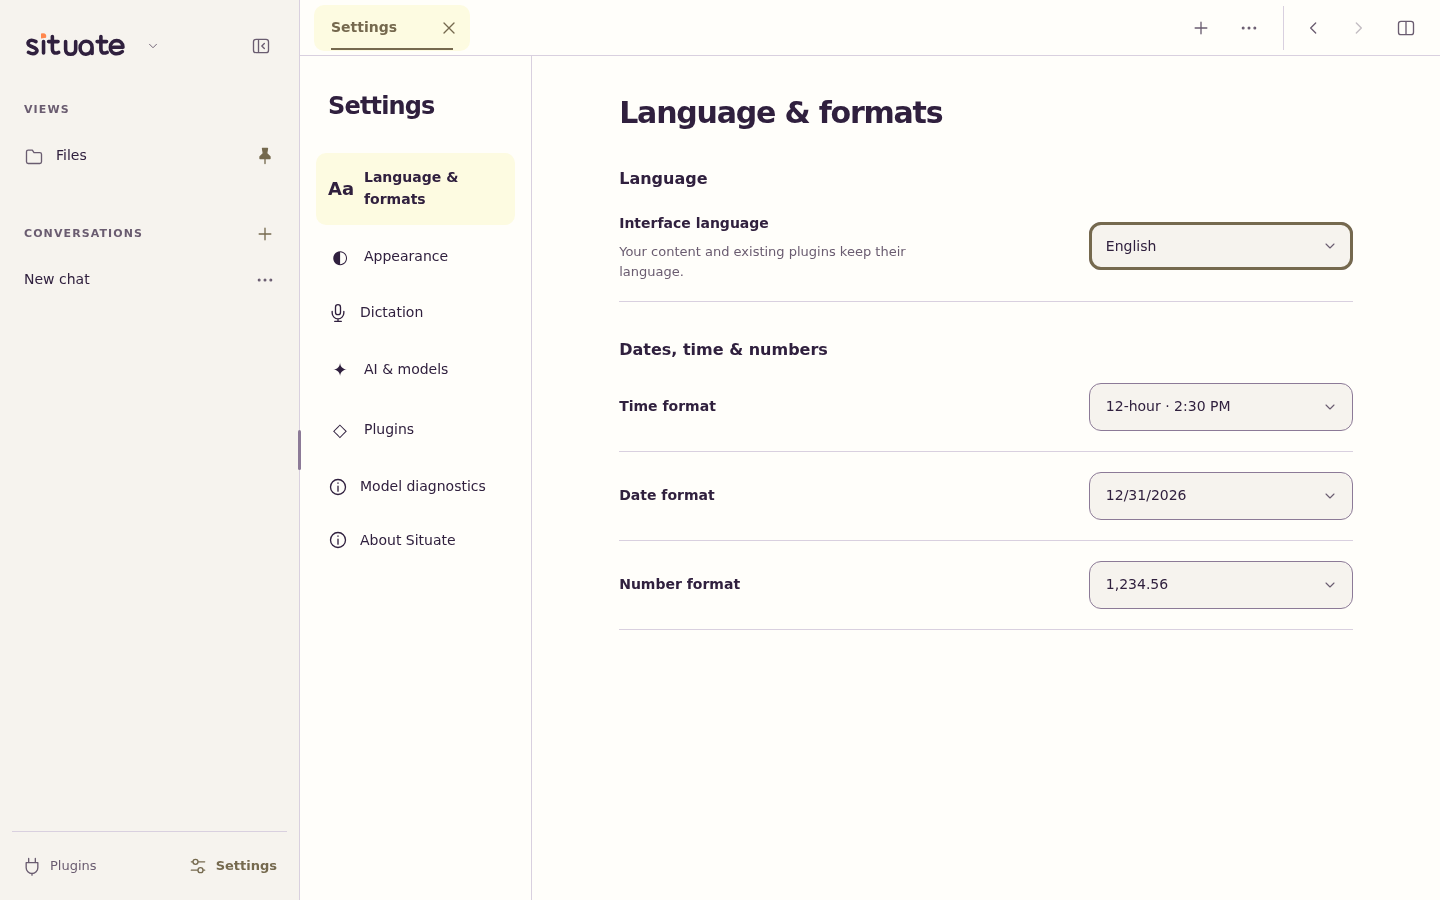 situate
Settings
VIEWS
Files
CONVERSATIONS
New chat
Plugins
Settings
Settings
Aa Language &
formats
Appearance
Dictation
AI & models
Plugins
Model diagnostics
About Situate
Language & formats
Language
Interface language
Your content and existing plugins keep their
language.
English
Dates, time & numbers
Time format
12-hour · 2:30 PM
Date format
12/31/2026
Number format
1,234.56